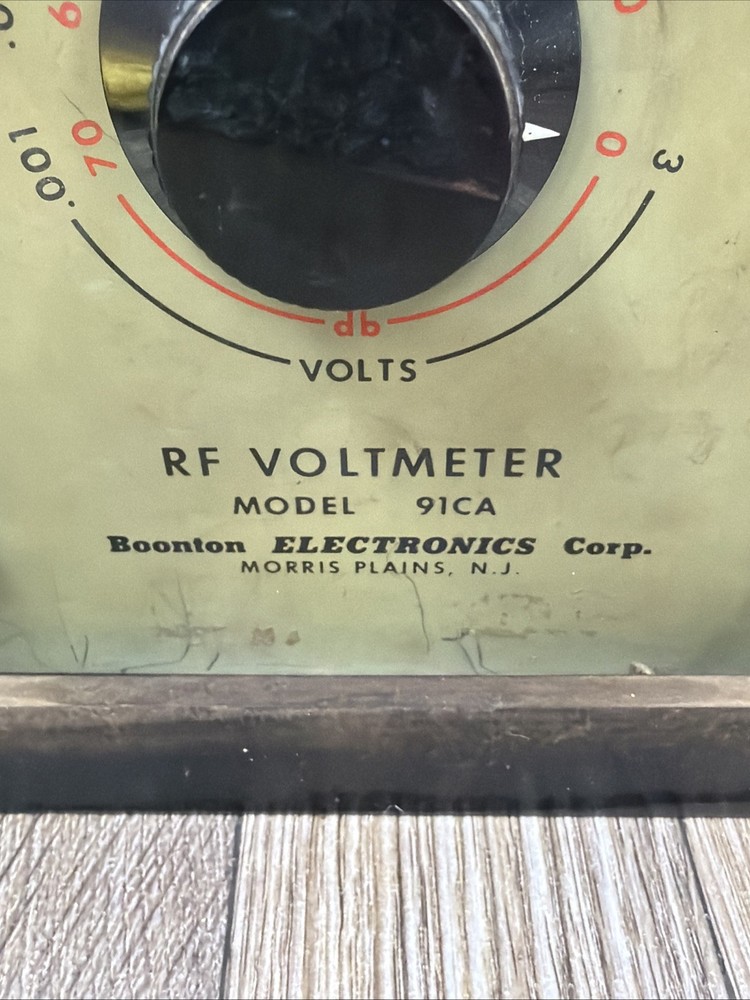 .001
70
0
3
db
VOLTS
RF VOLTMETER
MODEL 91CA
Boonton ELECTRONICS Corp.
MORRIS PLAINS, N.J.